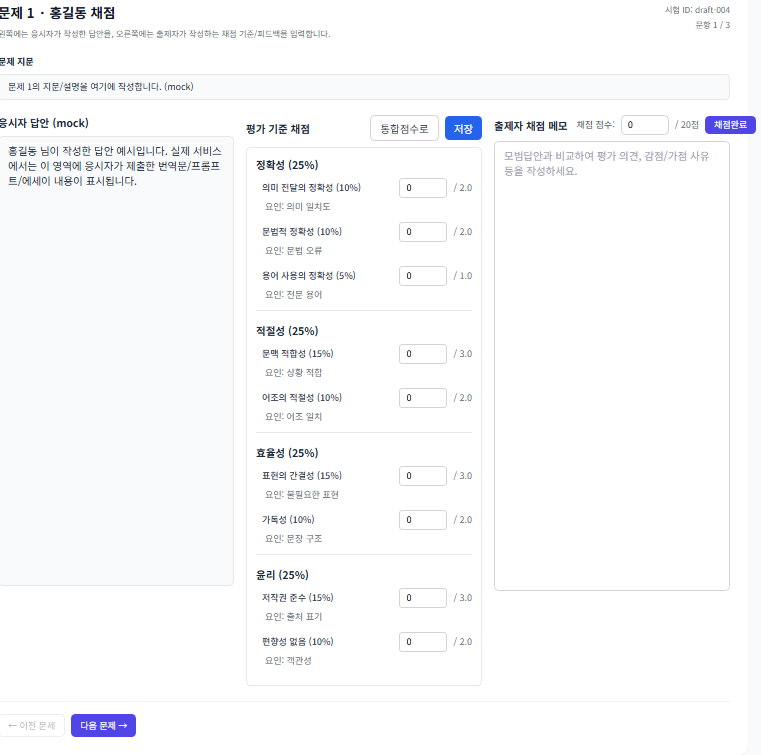 문제 1 · 홍길동 채점
시험 ID: draft-004
왼쪽에는 응시자가 작성한 답안을, 오른쪽에는 출제자가 작성하는 채점 기준/피드백을 입력합니다.
문항 1 / 3
문제 지문
문제 1의 지문/설명을 여기에 작성합니다. (mock)
응시자 답안 (mock)
홍길동 님이 작성한 답안 예시입니다. 실제 서비스
에서는 이 영역에 응시자가 제출한 번역문/프롬프
트/에세이 내용이 표시됩니다.
평가 기준 채점
통합점수로
저장
정확성 (25%)
의미 전달의 정확성 (10%)
0
/ 2.0
요인: 의미 일치도
문법적 정확성 (10%)
0
/ 2.0
요인: 문법 오류
용어 사용의 정확성 (5%)
0
/ 1.0
요인: 전문 용어
적절성 (25%)
문맥 적합성 (15%)
0
/ 3.0
요인: 상황 적합
어조의 적절성 (10%)
0
/ 2.0
요인: 어조 일치
효율성 (25%)
표현의 간결성 (15%)
0
/ 3.0
요인: 불필요한 표현
가독성 (10%)
0
/ 2.0
요인: 문장 구조
윤리 (25%)
저작권 준수 (15%)
0
/ 3.0
요인: 출처 표기
편향성 없음 (10%)
0
/ 2.0
요인: 객관성
출제자 채점 메모
채점 점수:
0
/ 20점
채점완료
모범답안과 비교하여 평가 의견, 감점/가점 사유
등을 작성하세요.
← 이전 문제
다음 문제 →